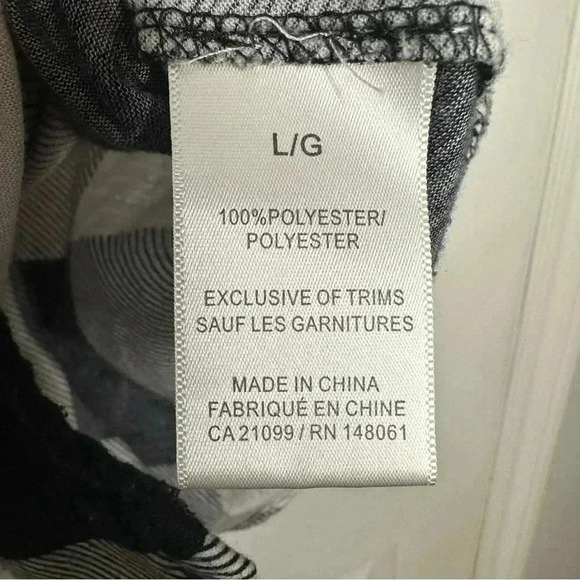 L/G
100%POLYESTER/
POLYESTER
EXCLUSIVE OF TRIMS
SAUF LES GARNITURES
MADE IN CHINA
FABRIQUÉ EN CHINE
CA 21099 / RN 148061